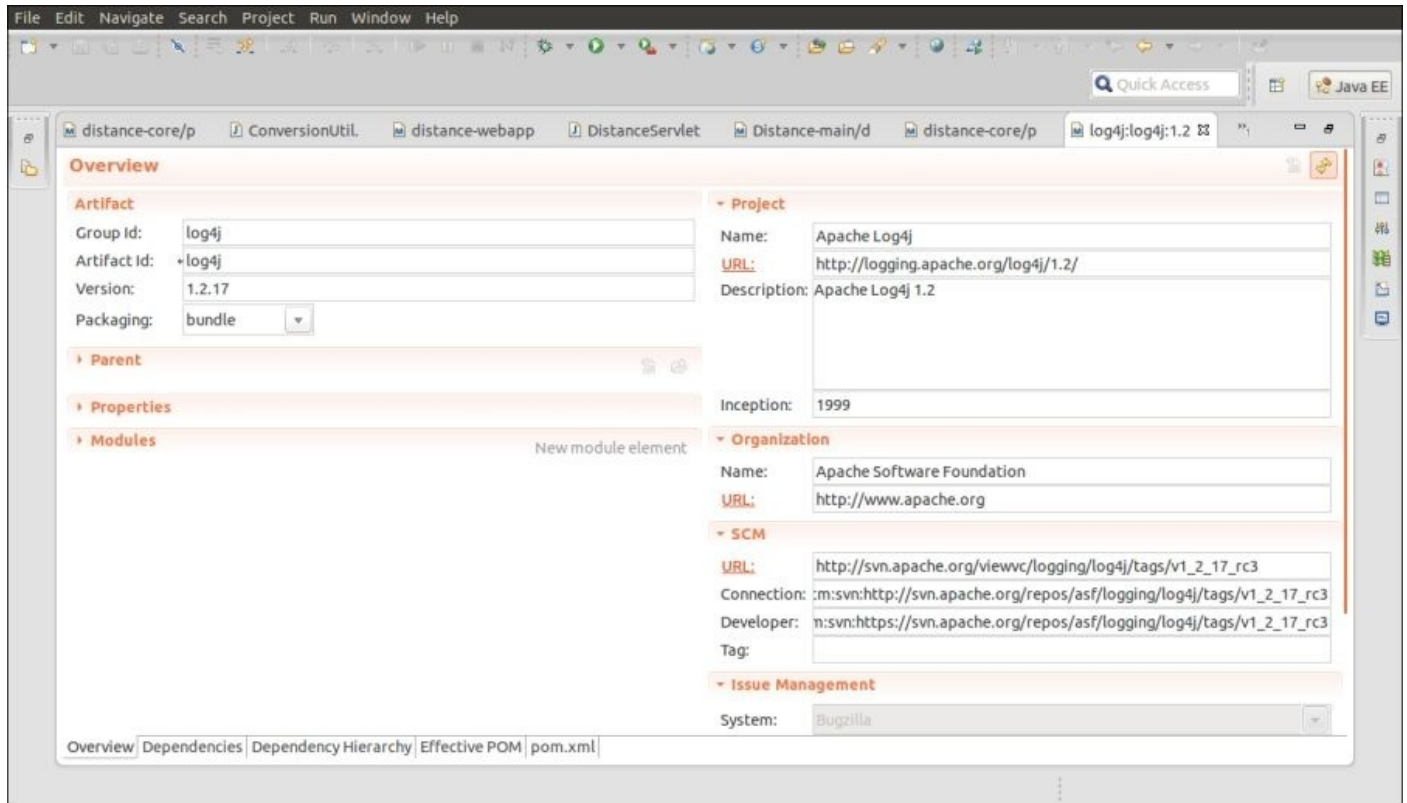 File Edit Navigate Search Project Run Window Help
Quick Access
Java EE
distance-core/p ConversionUtil. distance-webapp DistanceServlet Distance-main/d distance-core/p log4j:log4j:1.2
Overview
Artifact
Group Id: log4j
Artifact Id: log4j
Version: 1.2.17
Packaging: bundle
Parent
Properties
Modules
New module element
Project
Name: Apache Log4j
URL: http://logging.apache.org/log4j/1.2/
Description: Apache Log4j 1.2
Inception: 1999
Organization
Name: Apache Software Foundation
URL: http://www.apache.org
SCM
URL: http://svn.apache.org/viewvc/logging/log4j/tags/v1_2_17_rc3
Connection: :m:svn:http://svn.apache.org/repos/asf/logging/log4j/tags/v1_2_17_rc3
Developer: m:svn:https://svn.apache.org/repos/asf/logging/log4j/tags/v1_2_17_rc3
Tag:
Issue Management
System: Bugzilla
Overview Dependencies Dependency Hierarchy Effective POM pom.xml